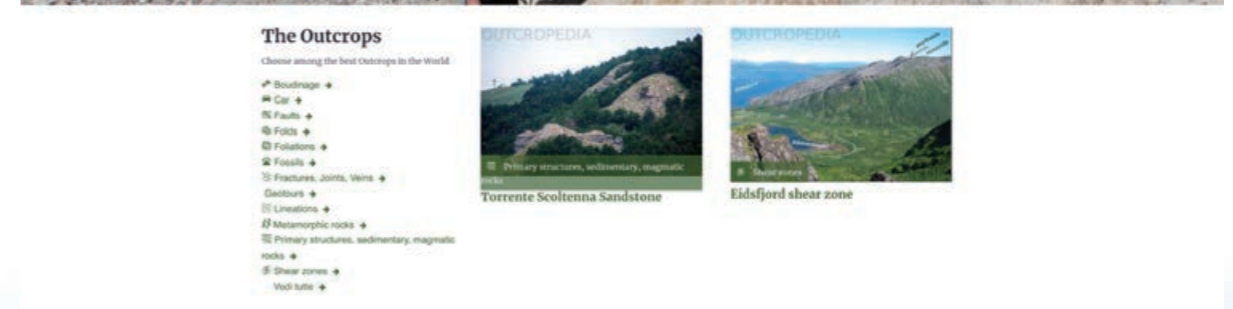 The Outcrops
Choose among the best Outcrops in the World
Boudinage
Car
Faults
Folds
Foliations
Fossils
Fractures, Joints, Veins
Geotours
Lineations
Metamorphic rocks
Primary structures, sedimentary, magmatic
rocks
Shear zones
Vedi tutte
OUTCROPEDIA
Primary structures, sedimentary, magmatic
rocks
Torrente Scoltenna Sandstone
OUTCROPEDIA
Shear zones
Eidsfjord shear zone